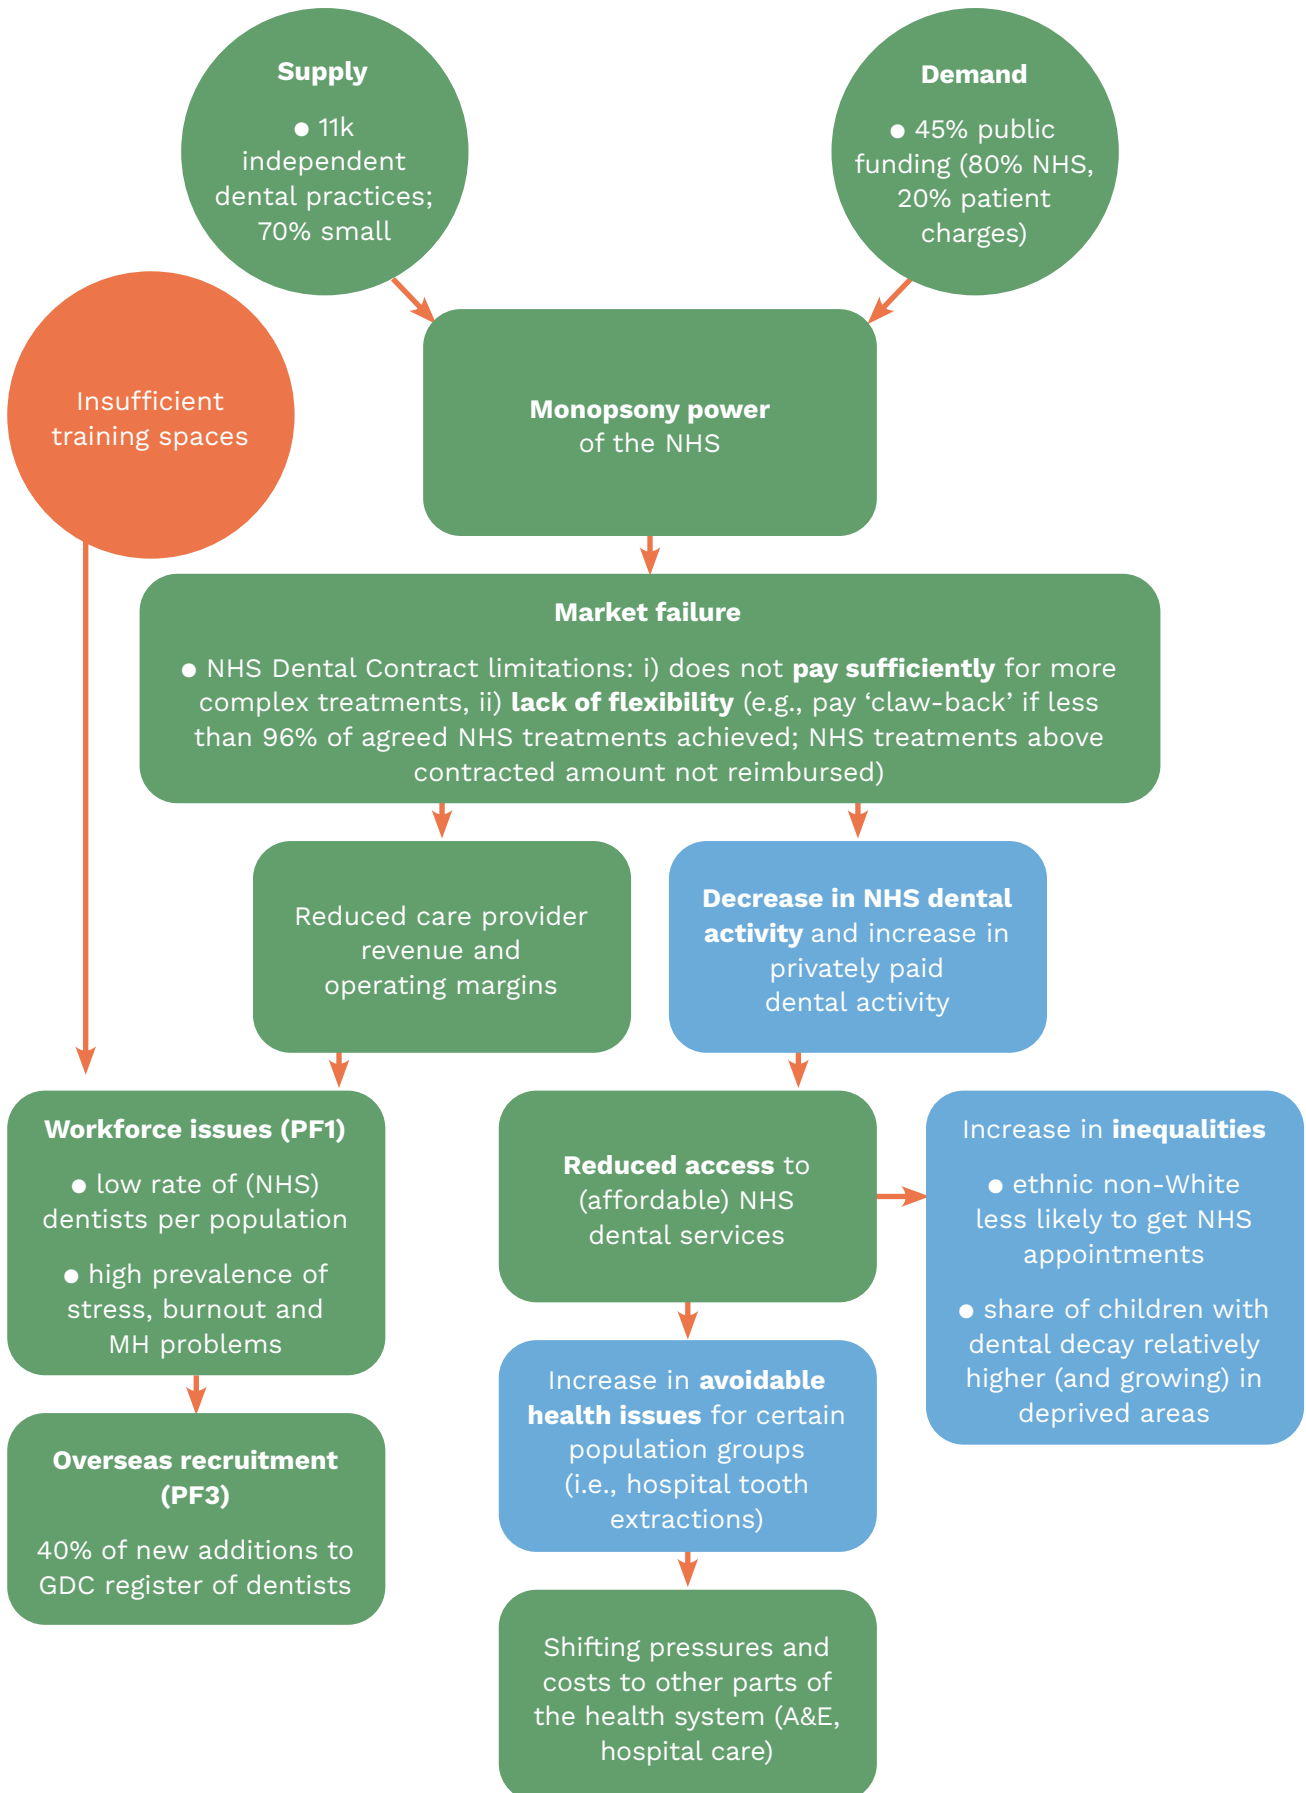 Supply
● 11k
independent
dental practices;
70% small
Demand
● 45% public
funding (80% NHS,
20% patient
charges)
Insufficient
training spaces
Monopsony power
of the NHS
Market failure
● NHS Dental Contract limitations: i) does not pay sufficiently for more
complex treatments, ii) lack of flexibility (e.g., pay ‘claw-back’ if less
than 96% of agreed NHS treatments achieved; NHS treatments above
contracted amount not reimbursed)
Reduced care provider
revenue and
operating margins
Decrease in NHS dental
activity and increase in
privately paid
dental activity
Workforce issues (PF1)
● low rate of (NHS)
dentists per population
● high prevalence of
stress, burnout and
MH problems
Reduced access to
(affordable) NHS
dental services
Increase in inequalities
● ethnic non-White
less likely to get NHS
appointments
● share of children with
dental decay relatively
higher (and growing) in
deprived areas
Overseas recruitment
(PF3)
40% of new additions to
GDC register of dentists
Increase in avoidable
health issues for certain
population groups
(i.e., hospital tooth
extractions)
Shifting pressures and
costs to other parts of
the health system (A&E,
hospital care)